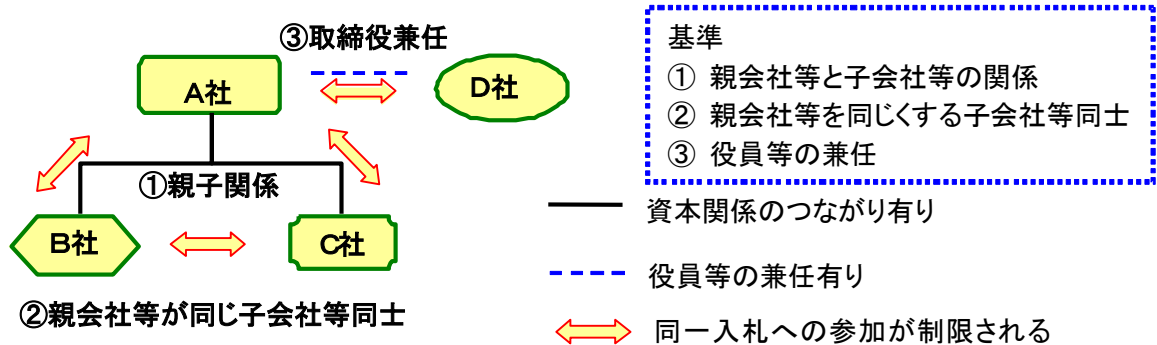 ③取締役兼任
A社
D社
①親子関係
B社
C社
②親会社等が同じ子会社等同士
基準
① 親会社等と子会社等の関係
② 親会社等を同じくする子会社等同士
③ 役員等の兼任
資本関係のつながり有り
役員等の兼任有り
同一入札への参加が制限される